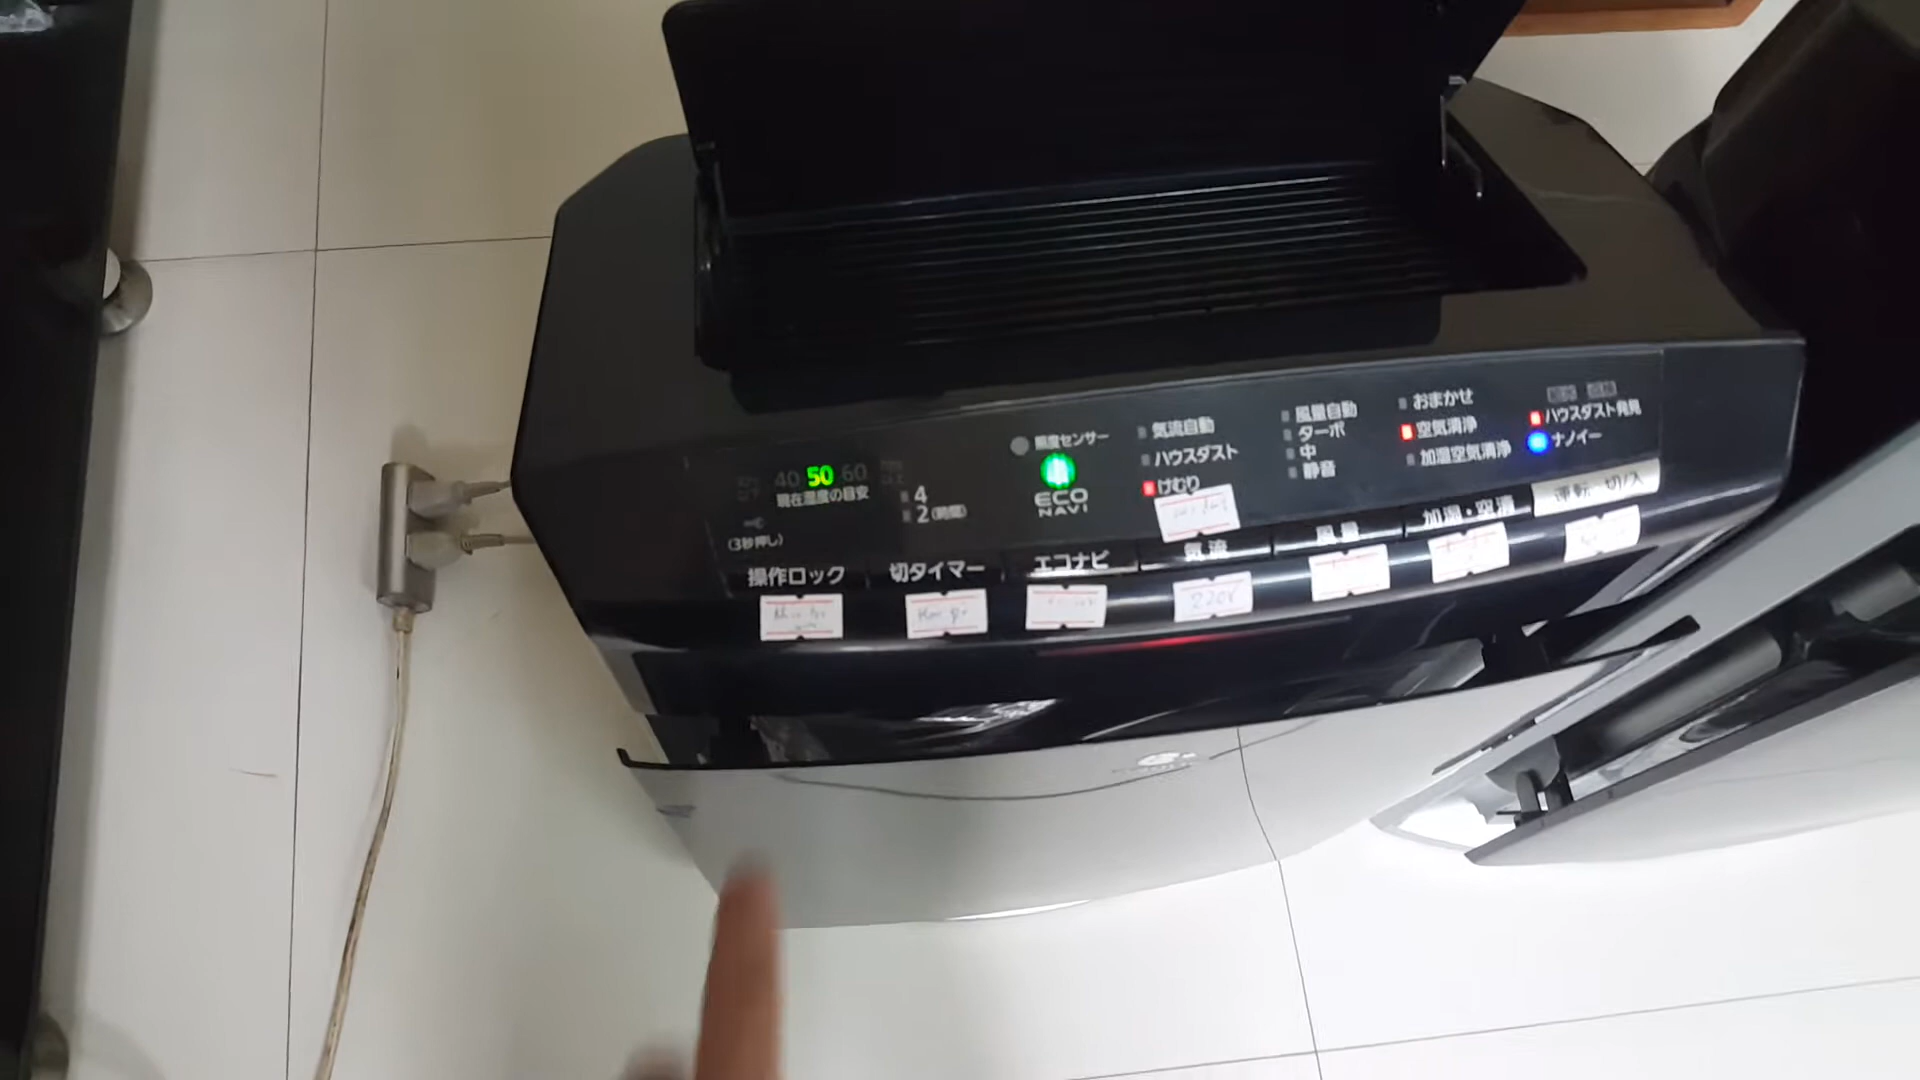 40 50 60
現在湿度の目安
(3秒押し)
操作ロック
4
2(時間)
切タイマー
照度センサー
ECO
NAVI
エコナビ
気流自動
ハウスダスト
けむり
気流
220V
風量自動
ターボ
中
静音
風量
おまかせ
空気清浄
加湿空気清浄
加湿・空清
ハウスダスト発見
ナノイー
運転 切/入